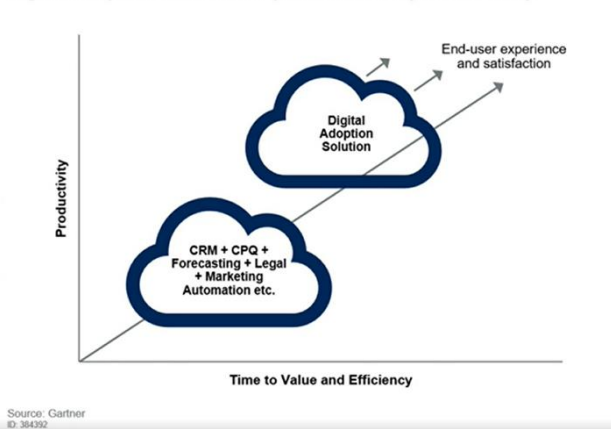 End-user experience
and satisfaction
Digital
Adoption
Solution
Productivity
CRM + CPQ +
Forecasting + Legal
+ Marketing
Automation etc.
Time to Value and Efficiency
Source: Gartner
ID: 384392